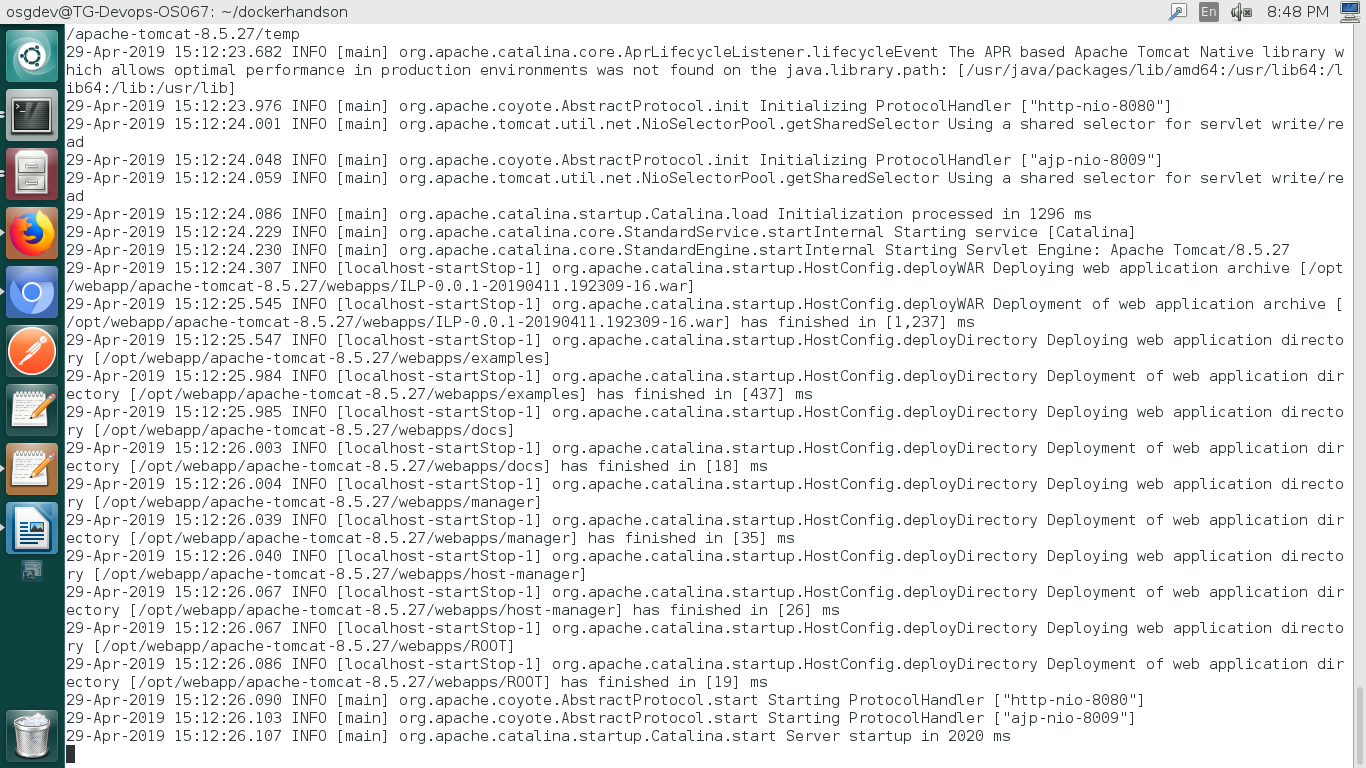 osgdev@TG-Devops-OS067: ~/dockerhandson
En
8:48 PM
/apache-tomcat-8.5.27/temp
29-Apr-2019 15:12:23.682 INFO [main] org.apache.catalina.core.AprLifecycleListener.lifecycleEvent The APR based Apache Tomcat Native library w
hich allows optimal performance in production environments was not found on the java.library.path: [/usr/java/packages/lib/amd64:/usr/lib64:/l
ib64:/lib:/usr/lib]
29-Apr-2019 15:12:23.976 INFO [main] org.apache.coyote.AbstractProtocol.init Initializing ProtocolHandler ["http-nio-8080"]
29-Apr-2019 15:12:24.001 INFO [main] org.apache.tomcat.util.net.NioSelectorPool.getSharedSelector Using a shared selector for servlet write/re
ad
29-Apr-2019 15:12:24.048 INFO [main] org.apache.coyote.AbstractProtocol.init Initializing ProtocolHandler ["ajp-nio-8009"]
29-Apr-2019 15:12:24.059 INFO [main] org.apache.tomcat.util.net.NioSelectorPool.getSharedSelector Using a shared selector for servlet write/re
ad
29-Apr-2019 15:12:24.086 INFO [main] org.apache.catalina.startup.Catalina.load Initialization processed in 1296 ms
29-Apr-2019 15:12:24.229 INFO [main] org.apache.catalina.core.StandardService.startInternal Starting service [Catalina]
29-Apr-2019 15:12:24.230 INFO [main] org.apache.catalina.core.StandardEngine.startInternal Starting Servlet Engine: Apache Tomcat/8.5.27
29-Apr-2019 15:12:24.307 INFO [localhost-startStop-1] org.apache.catalina.startup.HostConfig.deployWAR Deploying web application archive [/opt
/webapp/apache-tomcat-8.5.27/webapps/ILP-0.0.1-20190411.192309-16.war]
29-Apr-2019 15:12:25.545 INFO [localhost-startStop-1] org.apache.catalina.startup.HostConfig.deployWAR Deployment of web application archive [
/opt/webapp/apache-tomcat-8.5.27/webapps/ILP-0.0.1-20190411.192309-16.war] has finished in [1,237] ms
29-Apr-2019 15:12:25.547 INFO [localhost-startStop-1] org.apache.catalina.startup.HostConfig.deployDirectory Deploying web application directo
ry [/opt/webapp/apache-tomcat-8.5.27/webapps/examples]
29-Apr-2019 15:12:25.984 INFO [localhost-startStop-1] org.apache.catalina.startup.HostConfig.deployDirectory Deployment of web application dir
ectory [/opt/webapp/apache-tomcat-8.5.27/webapps/examples] has finished in [437] ms
29-Apr-2019 15:12:25.985 INFO [localhost-startStop-1] org.apache.catalina.startup.HostConfig.deployDirectory Deploying web application directo
ry [/opt/webapp/apache-tomcat-8.5.27/webapps/docs]
29-Apr-2019 15:12:26.003 INFO [localhost-startStop-1] org.apache.catalina.startup.HostConfig.deployDirectory Deployment of web application dir
ectory [/opt/webapp/apache-tomcat-8.5.27/webapps/docs] has finished in [18] ms
29-Apr-2019 15:12:26.004 INFO [localhost-startStop-1] org.apache.catalina.startup.HostConfig.deployDirectory Deploying web application directo
ry [/opt/webapp/apache-tomcat-8.5.27/webapps/manager]
29-Apr-2019 15:12:26.039 INFO [localhost-startStop-1] org.apache.catalina.startup.HostConfig.deployDirectory Deployment of web application dir
ectory [/opt/webapp/apache-tomcat-8.5.27/webapps/manager] has finished in [35] ms
29-Apr-2019 15:12:26.040 INFO [localhost-startStop-1] org.apache.catalina.startup.HostConfig.deployDirectory Deploying web application directo
ry [/opt/webapp/apache-tomcat-8.5.27/webapps/host-manager]
29-Apr-2019 15:12:26.067 INFO [localhost-startStop-1] org.apache.catalina.startup.HostConfig.deployDirectory Deployment of web application dir
ectory [/opt/webapp/apache-tomcat-8.5.27/webapps/host-manager] has finished in [26] ms
29-Apr-2019 15:12:26.067 INFO [localhost-startStop-1] org.apache.catalina.startup.HostConfig.deployDirectory Deploying web application directo
ry [/opt/webapp/apache-tomcat-8.5.27/webapps/ROOT]
29-Apr-2019 15:12:26.086 INFO [localhost-startStop-1] org.apache.catalina.startup.HostConfig.deployDirectory Deployment of web application dir
ectory [/opt/webapp/apache-tomcat-8.5.27/webapps/ROOT] has finished in [19] ms
29-Apr-2019 15:12:26.090 INFO [main] org.apache.coyote.AbstractProtocol.start Starting ProtocolHandler ["http-nio-8080"]
29-Apr-2019 15:12:26.103 INFO [main] org.apache.coyote.AbstractProtocol.start Starting ProtocolHandler ["ajp-nio-8009"]
29-Apr-2019 15:12:26.107 INFO [main] org.apache.catalina.startup.Catalina.start Server startup in 2020 ms